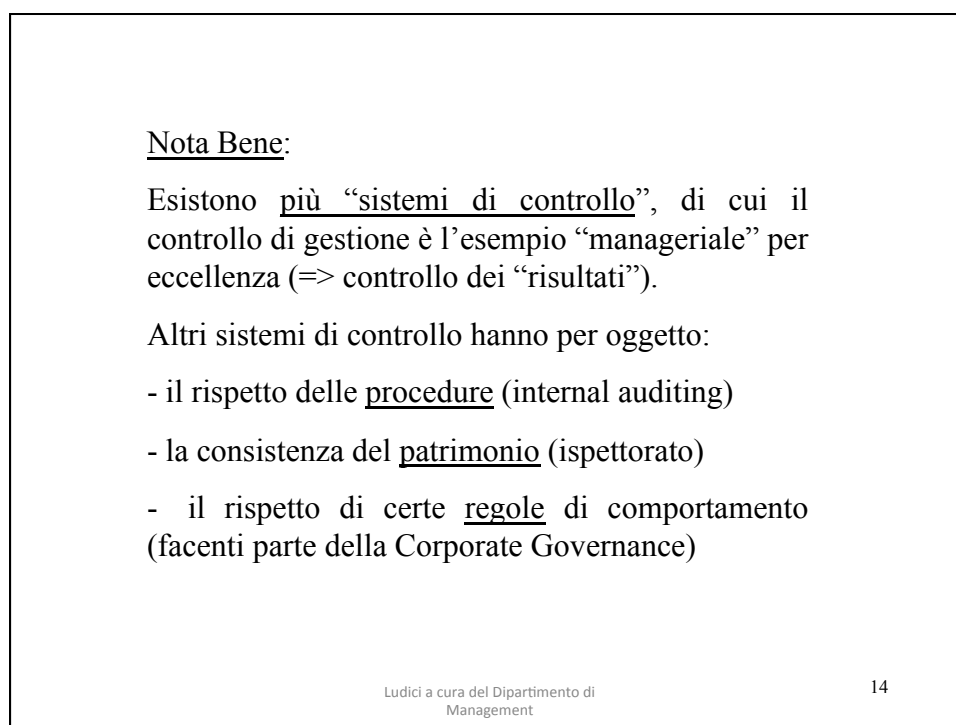 Nota Bene:
Esistono più “sistemi di controllo”, di cui il
controllo di gestione è l’esempio “manageriale” per
eccellenza (=> controllo dei “risultati”).
Altri sistemi di controllo hanno per oggetto:
- il rispetto delle procedure (internal auditing)
- la consistenza del patrimonio (ispettorato)
- il rispetto di certe regole di comportamento
(facenti parte della Corporate Governance)
Ludici a cura del Dipartimento di
Management
14